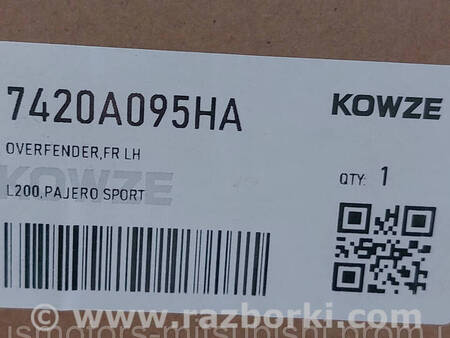 7420A095HA
KOWZE
OVERFENDER,FR LH
L200,PAJERO SPORT
KOWZE
QTY: 1
www.razborki.com